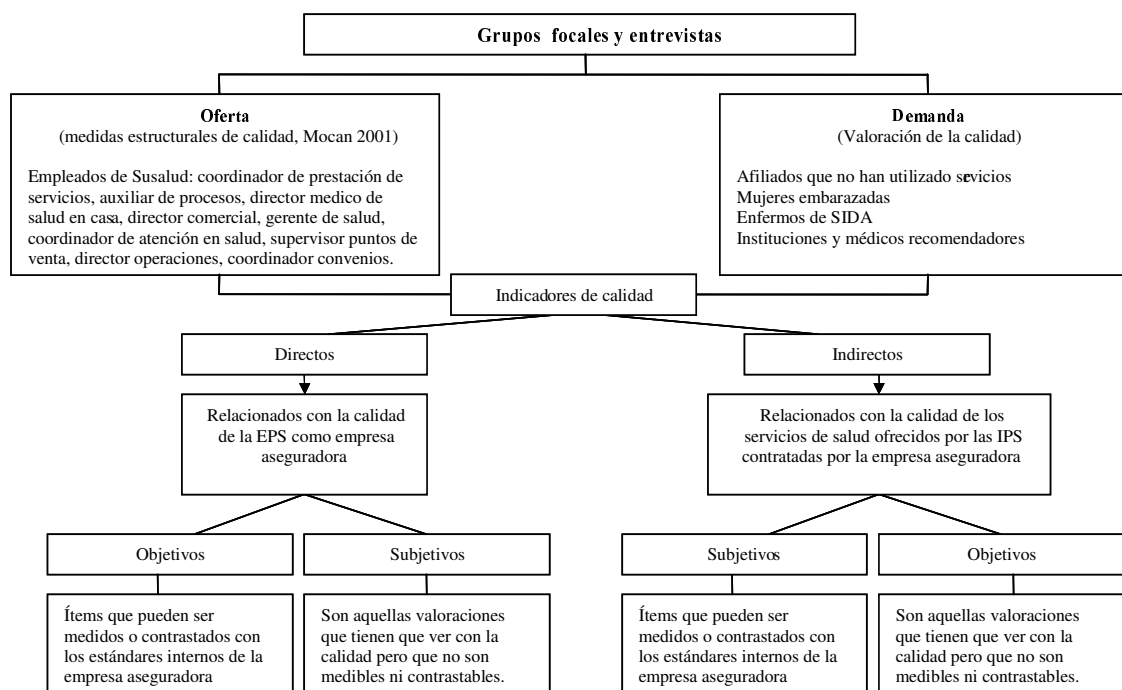 Grupos focales y entrevistas
Oferta
(medidas estructurales de calidad, Mocan 2001)
Empleados de Susalud: coordinador de prestación de
servicios, auxiliar de procesos, director medico de
salud en casa, director comercial, gerente de salud,
coordinador de atención en salud, supervisor puntos de
venta, director operaciones, coordinador convenios.
Demanda
(Valoración de la calidad)
Afiliados que no han utilizado servicios
Mujeres embarazadas
Enfermos de SIDA
Instituciones y médicos recomendadores
Indicadores de calidad
Directos
Indirectos
Relacionados con la calidad
de la EPS como empresa
aseguradora
Relacionados con la calidad de los
servicios de salud ofrecidos por las IPS
contratadas por la empresa aseguradora
Objetivos
Subjetivos
Subjetivos
Objetivos
Ítems que pueden ser
medidos o contrastados con
los estándares internos de la
empresa aseguradora
Son aquellas valoraciones
que tienen que ver con la
calidad pero que no son
medibles ni contrastables.
Ítems que pueden ser
medidos o contrastados con
los estándares internos de la
empresa aseguradora
Son aquellas valoraciones
que tienen que ver con la
calidad pero que no son
medibles ni contrastables.